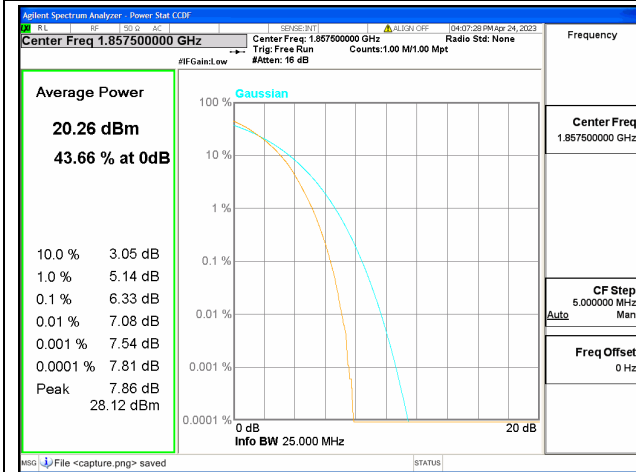 Agilent Spectrum Analyzer - Power Stat CCDF
RL RF 50 Ω AC SENSE:INT ALIGN OFF 04:07:28 PM Apr 24, 2023
Center Freq 1.857500000 GHz
Center Freq: 1.857500000 GHz Radio Std: None
Trig: Free Run Counts:1.00 M/1.00 Mpt
#IFGain:Low #Atten: 16 dB
Frequency
Average Power
20.26 dBm
43.66 % at 0dB
10.0 % 3.05 dB
1.0 % 5.14 dB
0.1 % 6.33 dB
0.01 % 7.08 dB
0.001 % 7.54 dB
0.0001 % 7.81 dB
Peak 7.86 dB
28.12 dBm
Gaussian
100 %
10 %
1 %
0.1 %
0.01 %
0.001 %
0.0001 %
0 dB 20 dB
Info BW 25.000 MHz
Center Freq
1.857500000 GHz
CF Step
5.000000 MHz
Auto Man
Freq Offset
0 Hz
MSG File <capture.png> saved STATUS